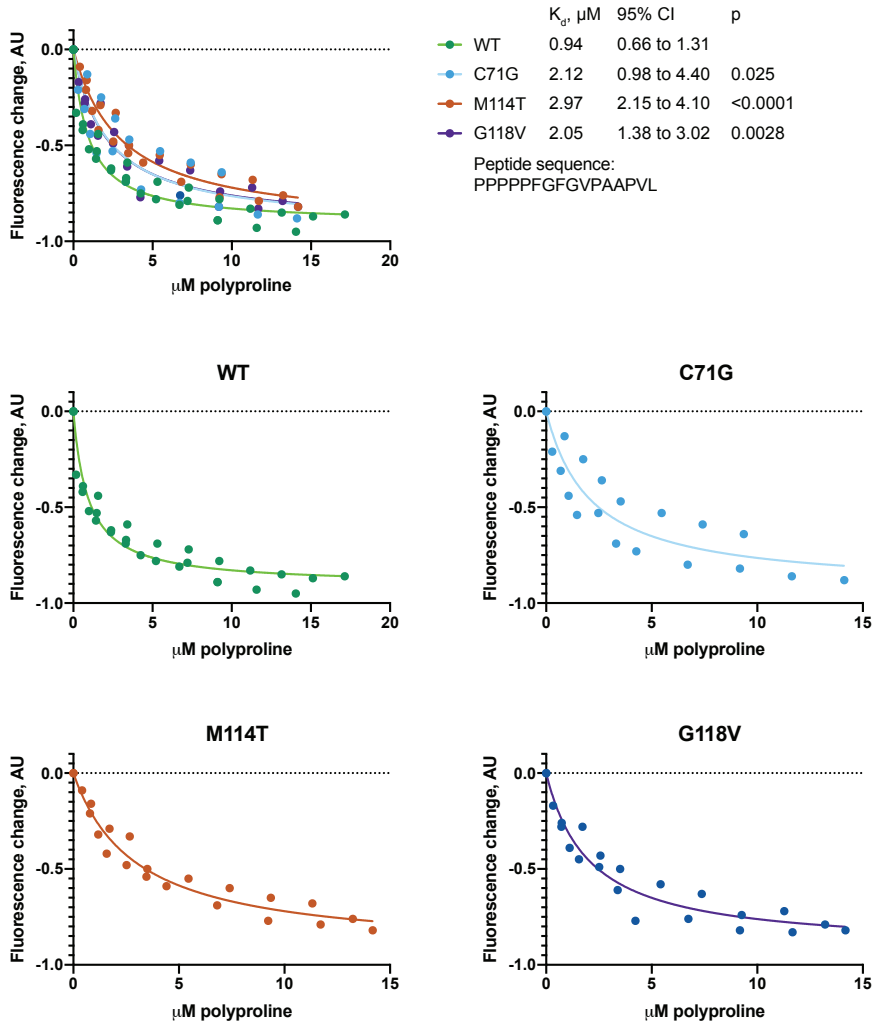 K_d, μM 95% CI p
WT 0.94 0.66 to 1.31
C71G 2.12 0.98 to 4.40 0.025
M114T 2.97 2.15 to 4.10 <0.0001
G118V 2.05 1.38 to 3.02 0.0028
Peptide sequence:
PPPPPFGFGVPAAPVL
Fluorescence change, AU
0.0
-0.5
-1.0
0 5 10 15 20
μM polyproline
WT
Fluorescence change, AU
0.0
-0.5
-1.0
0 5 10 15 20
μM polyproline
C71G
Fluorescence change, AU
0.0
-0.5
-1.0
0 5 10 15
μM polyproline
M114T
Fluorescence change, AU
0.0
-0.5
-1.0
0 5 10 15
μM polyproline
G118V
Fluorescence change, AU
0.0
-0.5
-1.0
0 5 10 15
μM polyproline